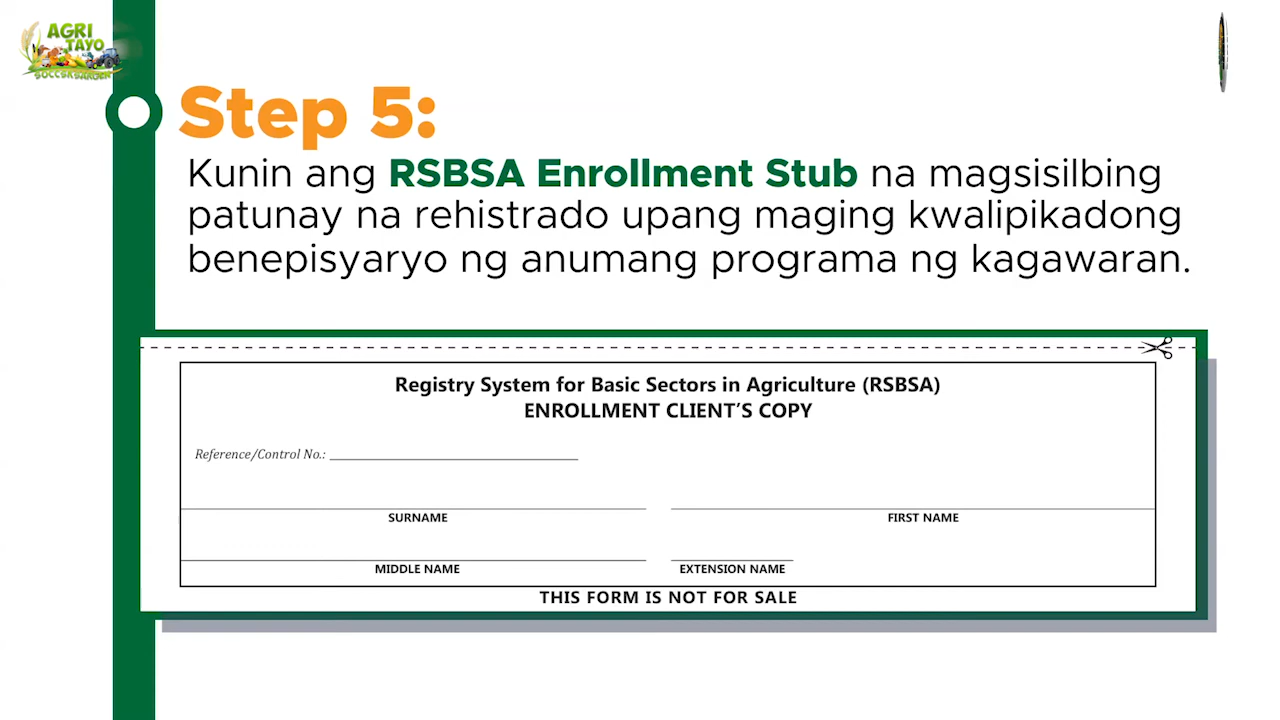 AGRI
TAYO
SOCCSKSARGEN
Step 5:
Kunin ang RSBSA Enrollment Stub na magsisilbing
patunay na rehistrado upang maging kwalipikadong
benepisyaryo ng anumang programa ng kagawaran.
Registry System for Basic Sectors in Agriculture (RSBSA)
ENROLLMENT CLIENT'S COPY
Reference/Control No.:
SURNAME
FIRST NAME
MIDDLE NAME
EXTENSION NAME
THIS FORM IS NOT FOR SALE